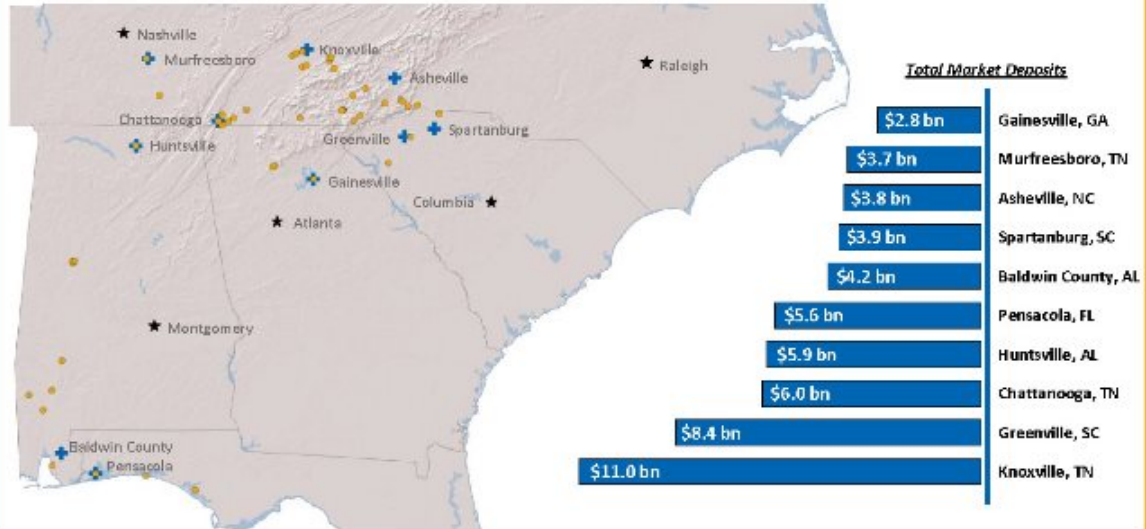 Nashville
Murfreesboro
Knoxville
Asheville
Raleigh
Chattanooga
Huntsville
Greenville
Spartanburg
Gainesville
Columbia
Atlanta
Montgomery
Baldwin County
Pensacola
Total Market Deposits
$2.8 bn Gainesville, GA
$3.7 bn Murfreesboro, TN
$3.8 bn Asheville, NC
$3.9 bn Spartanburg, SC
$4.2 bn Baldwin County, AL
$5.6 bn Pensacola, FL
$5.9 bn Huntsville, AL
$6.0 bn Chattanooga, TN
$8.4 bn Greenville, SC
$11.0 bn Knoxville, TN